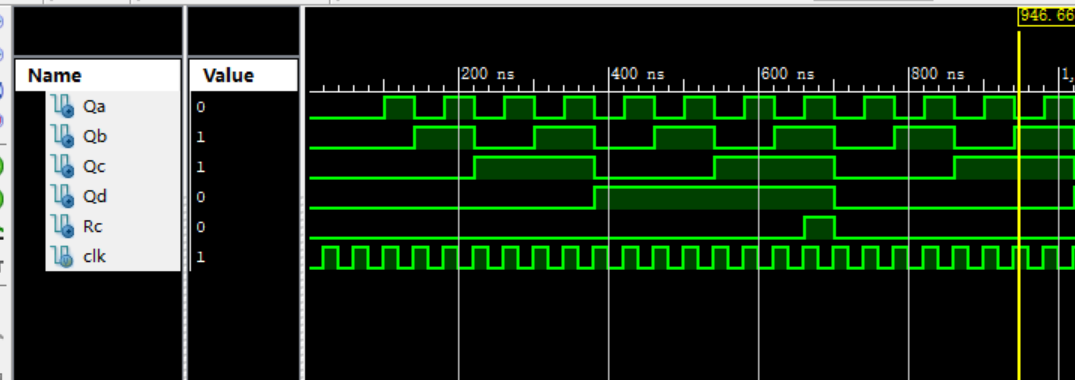 946.66
Name Value 200 ns 400 ns 600 ns 800 ns 1,
Qa 0
Qb 1
Qc 1
Qd 0
Rc 0
clk 1